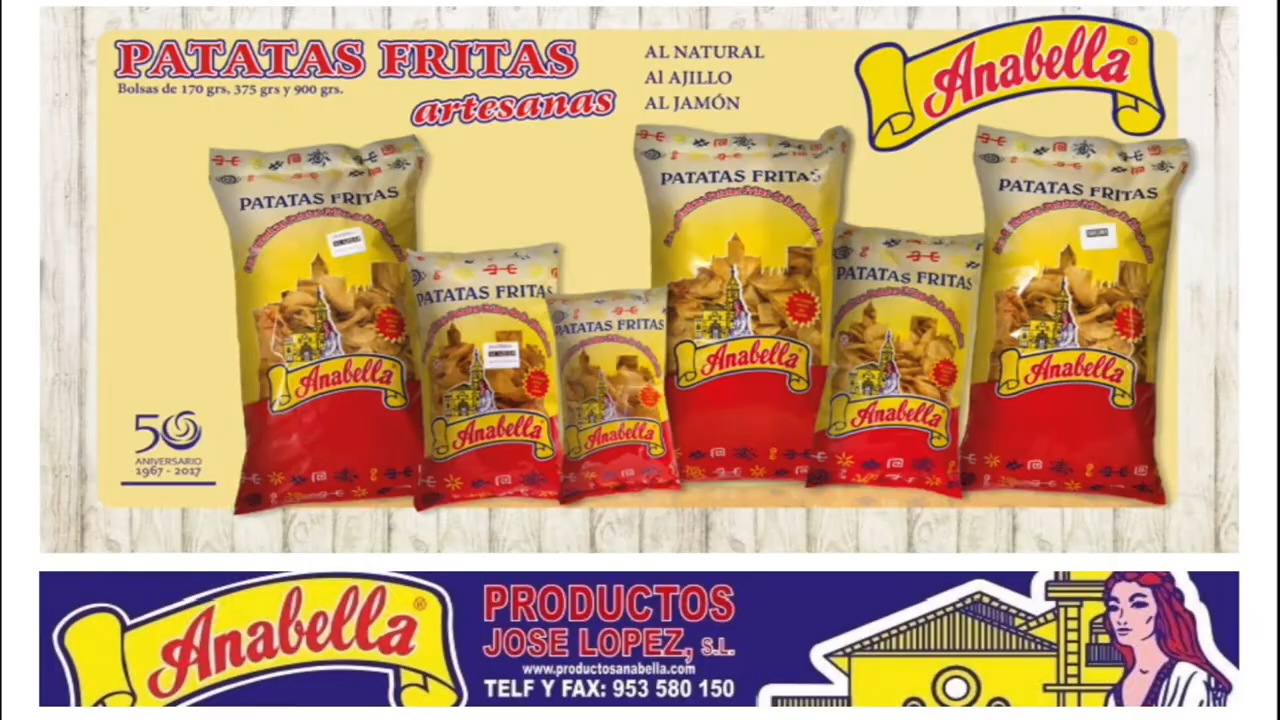 PATATAS FRITAS
Bolsas de 170 grs, 375 grs y 900 grs.
artesanas
AL NATURAL
Al AJILLO
AL JAMÓN
Anabella®
PATATAS FRITAS
Anabella
PATATAS FRITAS
Anabella
PATATAS FRITAS
Anabella
PATATAS FRITAS
Anabella
PATATAS FRITAS
Anabella
PATATAS FRITAS
Anabella
50
ANIVERSARIO
1967 - 2017
Anabella®
PRODUCTOS
JOSE LOPEZ, S.L.
www.productosanabella.com
TELF Y FAX: 953 580 150